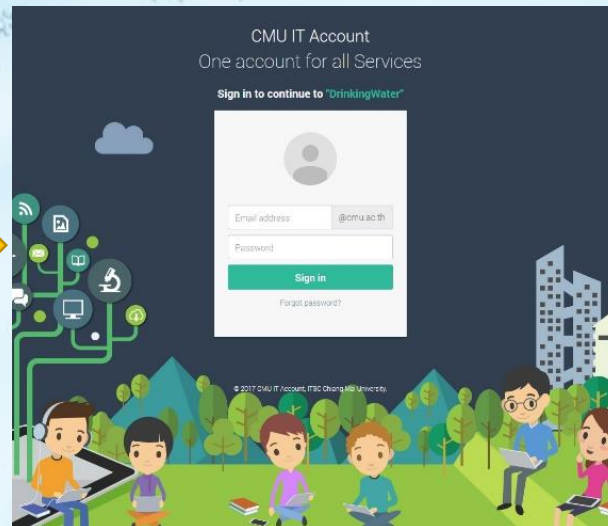 CMU IT Account
One account for all Services
Sign in to continue to "DrinkingWater"
Email address @cmu.ac.th
Password
Sign in
Forgot password?
© 2017 CMU IT Account, ITSC Chiang Mai University.